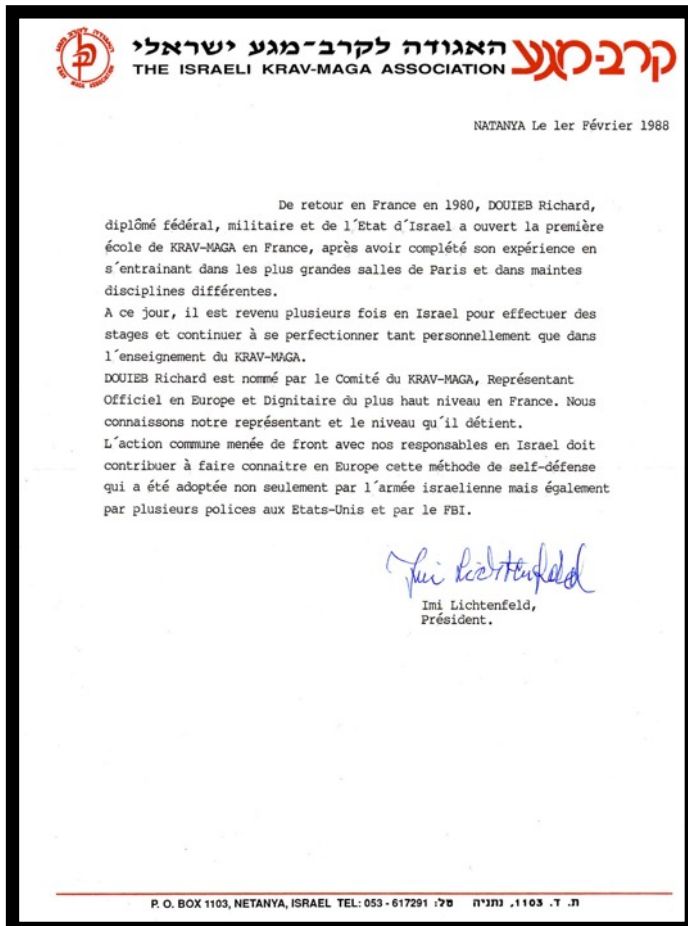 האגודה לקרב-מגע ישראלי
THE ISRAELI KRAV-MAGA ASSOCIATION
קרב-מגע
NATANYA Le 1er Février 1988
De retour en France en 1980, DOUIEB Richard,
diplômé fédéral, militaire et de l´Etat d´Israel a ouvert la première
école de KRAV-MAGA en France, après avoir complété son expérience en
s´entrainant dans les plus grandes salles de Paris et dans maintes
disciplines différentes.
A ce jour, il est revenu plusieurs fois en Israel pour effectuer des
stages et continuer à se perfectionner tant personnellement que dans
l´enseignement du KRAV-MAGA.
DOUIEB Richard est nommé par le Comité du KRAV-MAGA, Représentant
Officiel en Europe et Dignitaire du plus haut niveau en France. Nous
connaissons notre représentant et le niveau qu´il détient.
L´action commune menée de front avec nos responsables en Israel doit
contribuer à faire connaitre en Europe cette méthode de self-défense
qui a été adoptée non seulement par l´armée israelienne mais également
par plusieurs polices aux Etats-Unis et par le FBI.
Imi Lichtenfeld
Imi Lichtenfeld,
Président.
P. O. BOX 1103, NETANYA, ISRAEL TEL: 053 - 617291 :טל ת. ד. 1103, נתניה